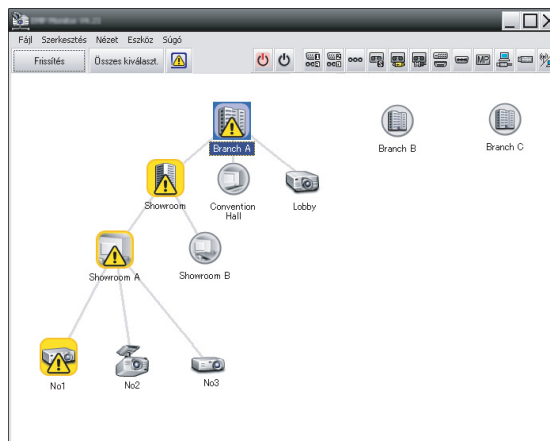 Fájl Szerkesztés Nézet Eszköz Súgó
Frissítés Összes kiválaszt. MP
Branch A
Branch B
Branch C
Showroom
Convention
Hall
Lobby
Showroom A
Showroom B
No1
No2
No3